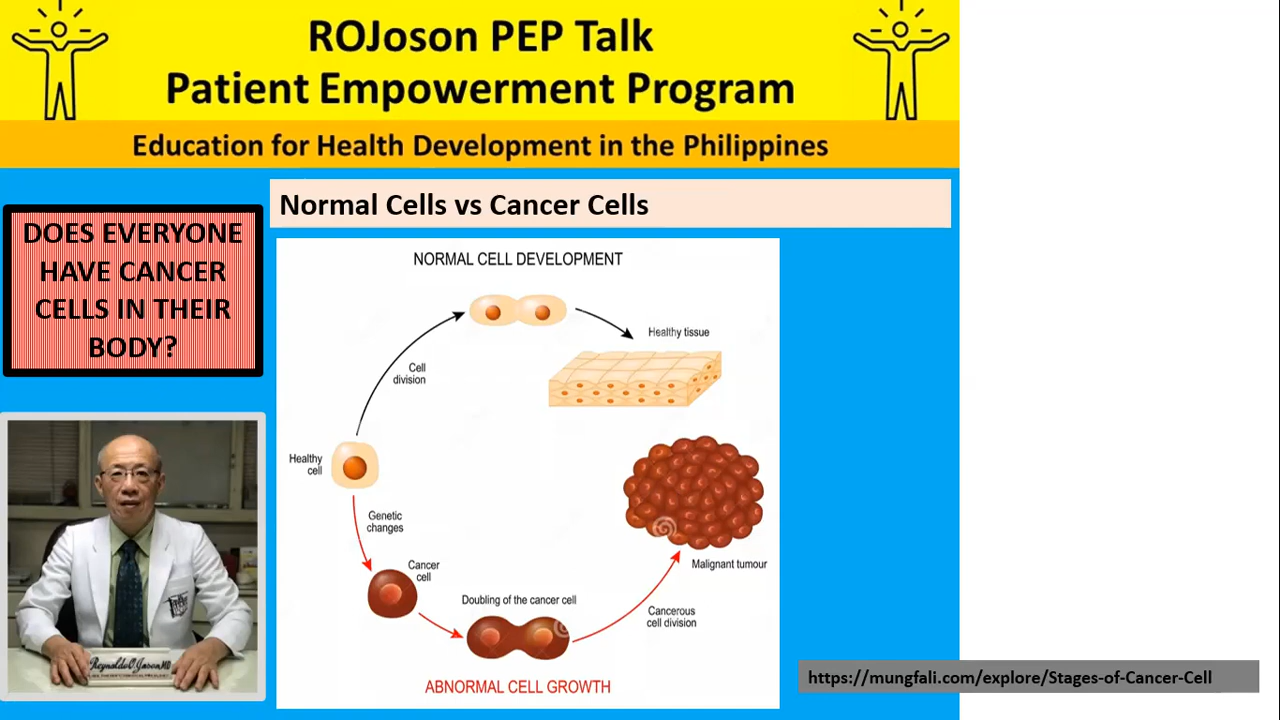 ROJoson PEP Talk
Patient Empowerment Program
Education for Health Development in the Philippines
DOES EVERYONE
HAVE CANCER
CELLS IN THEIR
BODY?
Normal Cells vs Cancer Cells
NORMAL CELL DEVELOPMENT
Cell
division
Healthy tissue
Healthy
cell
Genetic
changes
Cancer
cell
Doubling of the cancer cell
Cancerous
cell division
Malignant tumour
ABNORMAL CELL GROWTH
Reynaldo O. Joson MD
https://mungfali.com/explore/Stages-of-Cancer-Cell